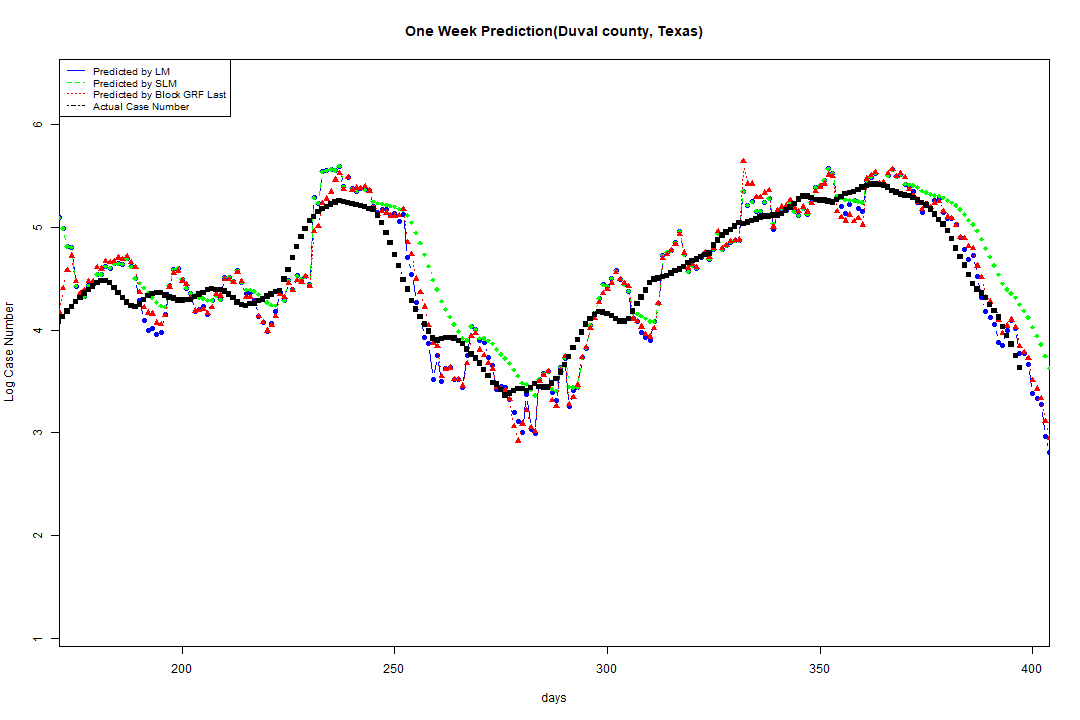 One Week Prediction(Duval county, Texas)
Predicted by LM
Predicted by SLM
Predicted by Block GRF Last
Actual Case Number
Log Case Number
6
5
4
3
2
1
200
250
300
350
400
days